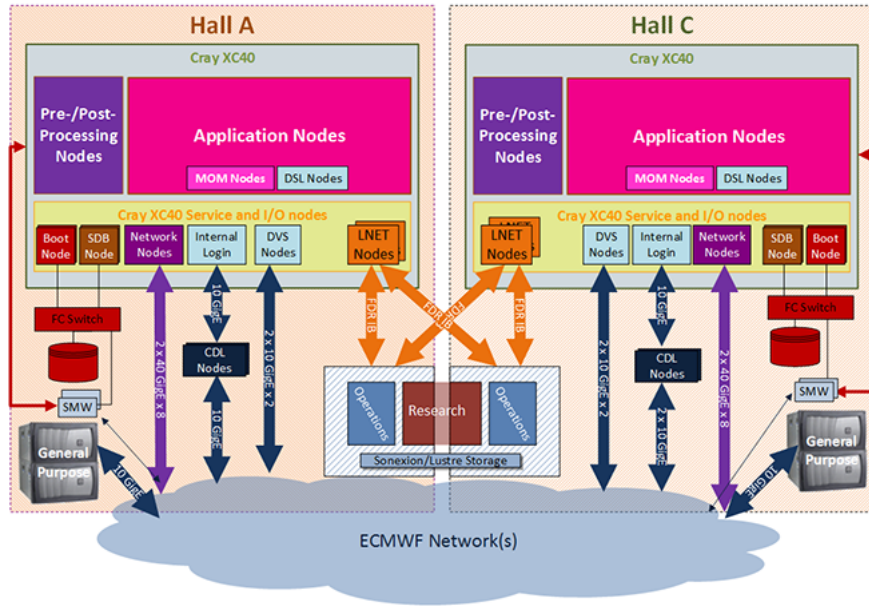 Hall A
Cray XC40
Pre-/Post-
Processing
Nodes
Application Nodes
MOM Nodes
DSL Nodes
Cray XC40 Service and I/O nodes
Boot
Node
SDB
Node
Network
Nodes
Internal
Login
DVS
Nodes
LNET
Nodes
FC Switch
SMW
General
Purpose
10 GigE
2 x 40 GigE x 8
10 GigE
CDL
Nodes
10 GigE
2 x 10 GigE x 2
FDR IB
FDR IB
Hall C
Cray XC40
Pre-/Post-
Processing
Nodes
Application Nodes
MOM Nodes
DSL Nodes
Cray XC40 Service and I/O nodes
LNET
Nodes
DVS
Nodes
Internal
Login
Network
Nodes
SDB
Node
Boot
Node
FDR IB
FDR IB
2 x 10 GigE x 2
10 GigE
CDL
Nodes
2 x 10 GigE
2 x 40 GigE x 8
FC Switch
SMW
General
Purpose
10 GigE
Operations
Research
Operations
Sonexion/Lustre Storage
ECMWF Network(s)